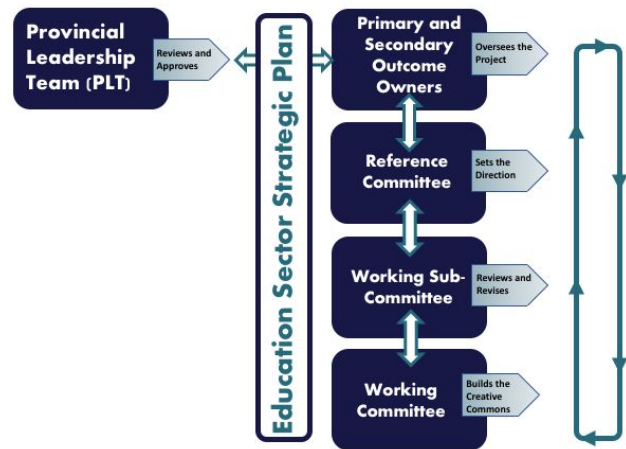 Provincial
Leadership
Team (PLT)
Reviews and
Approves
Education Sector Strategic Plan
Primary and
Secondary
Outcome
Owners
Oversees the
Project
Reference
Committee
Sets the
Direction
Working Sub-
Committee
Reviews and
Revises
Working
Committee
Builds the
Creative
Commons